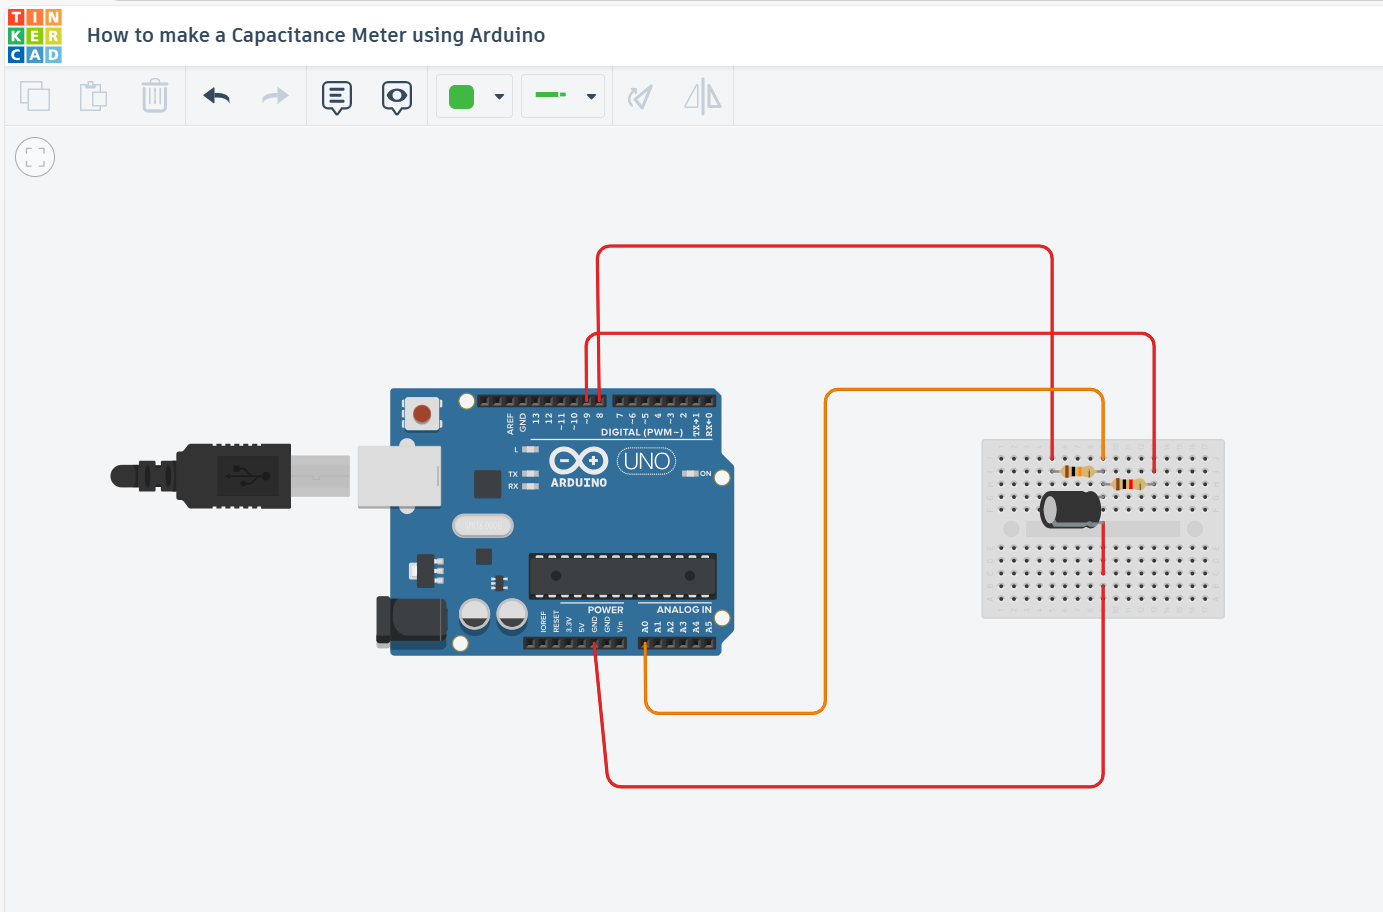 TIN
KER
CAD
How to make a Capacitance Meter using Arduino
AREF
GND
13
12
~11
~10
~9
8
7
~6
~5
4
~3
2
TX→1
RX←0
DIGITAL (PWM~)
L
TX
RX
ARDUINO
UNO
ON
POWER
ANALOG IN
IOREF
RESET
3.3V
5V
GND
GND
Vin
A0
A1
A2
A3
A4
A5